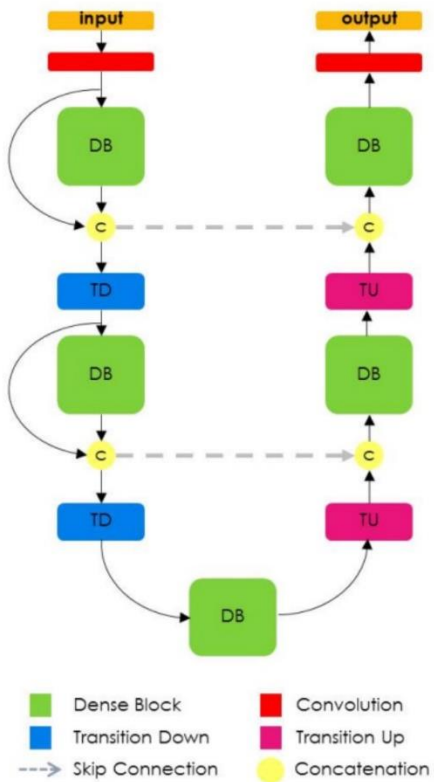 input
output
DB
DB
C
C
TD
TU
DB
DB
C
C
TD
TU
DB
Dense Block
Convolution
Transition Down
Transition Up
Skip Connection
Concatenation